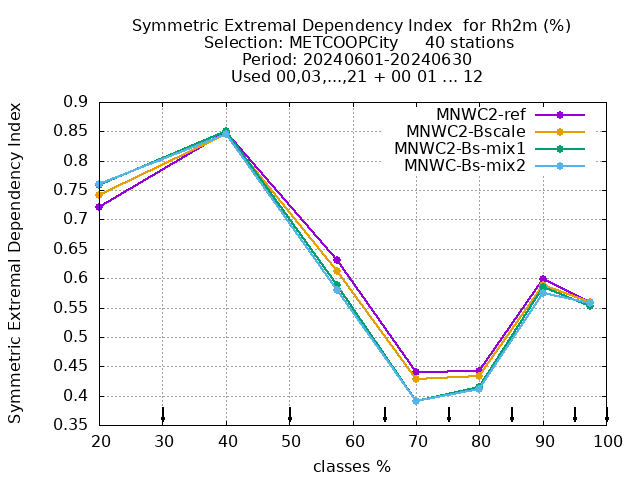 Symmetric Extremal Dependency Index  for Rh2m (%)
Selection: METCOOPCity     40 stations
Period: 20240601-20240630
Used 00,03,...,21 + 00 01 ... 12
Symmetric Extremal Dependency Index
0.9
0.85
0.8
0.75
0.7
0.65
0.6
0.55
0.5
0.45
0.4
0.35
MNWC2-ref
MNWC2-Bscale
MNWC2-Bs-mix1
MNWC-Bs-mix2
20 30 40 50 60 70 80 90 100
classes %